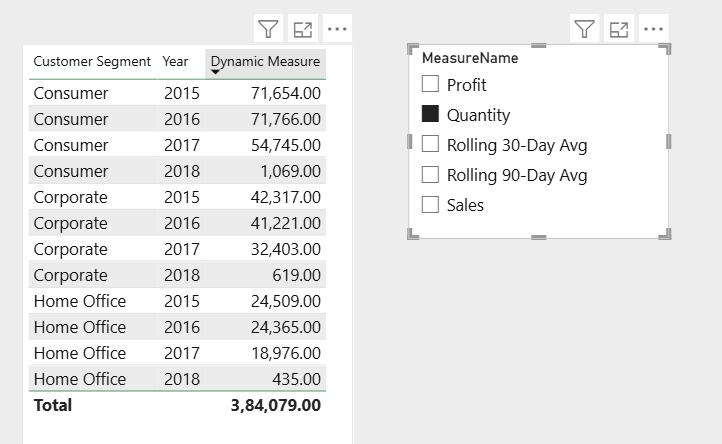 Customer Segment Year Dynamic Measure
Consumer 2015 71,654.00
Consumer 2016 71,766.00
Consumer 2017 54,745.00
Consumer 2018 1,069.00
Corporate 2015 42,317.00
Corporate 2016 41,221.00
Corporate 2017 32,403.00
Corporate 2018 619.00
Home Office 2015 24,509.00
Home Office 2016 24,365.00
Home Office 2017 18,976.00
Home Office 2018 435.00
Total 3,84,079.00
MeasureName
Profit
Quantity
Rolling 30-Day Avg
Rolling 90-Day Avg
Sales